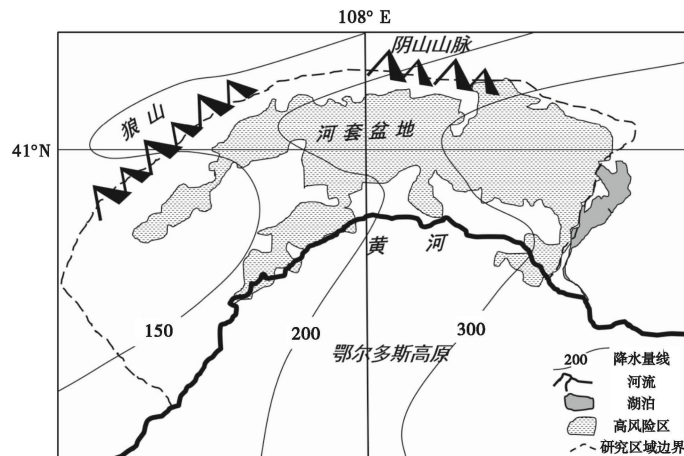 108° E
阴山山脉
狼山
河套盆地
41°N
黄河
150
200
300
鄂尔多斯高原
200 降水量线
河流
湖泊
高风险区
研究区域边界